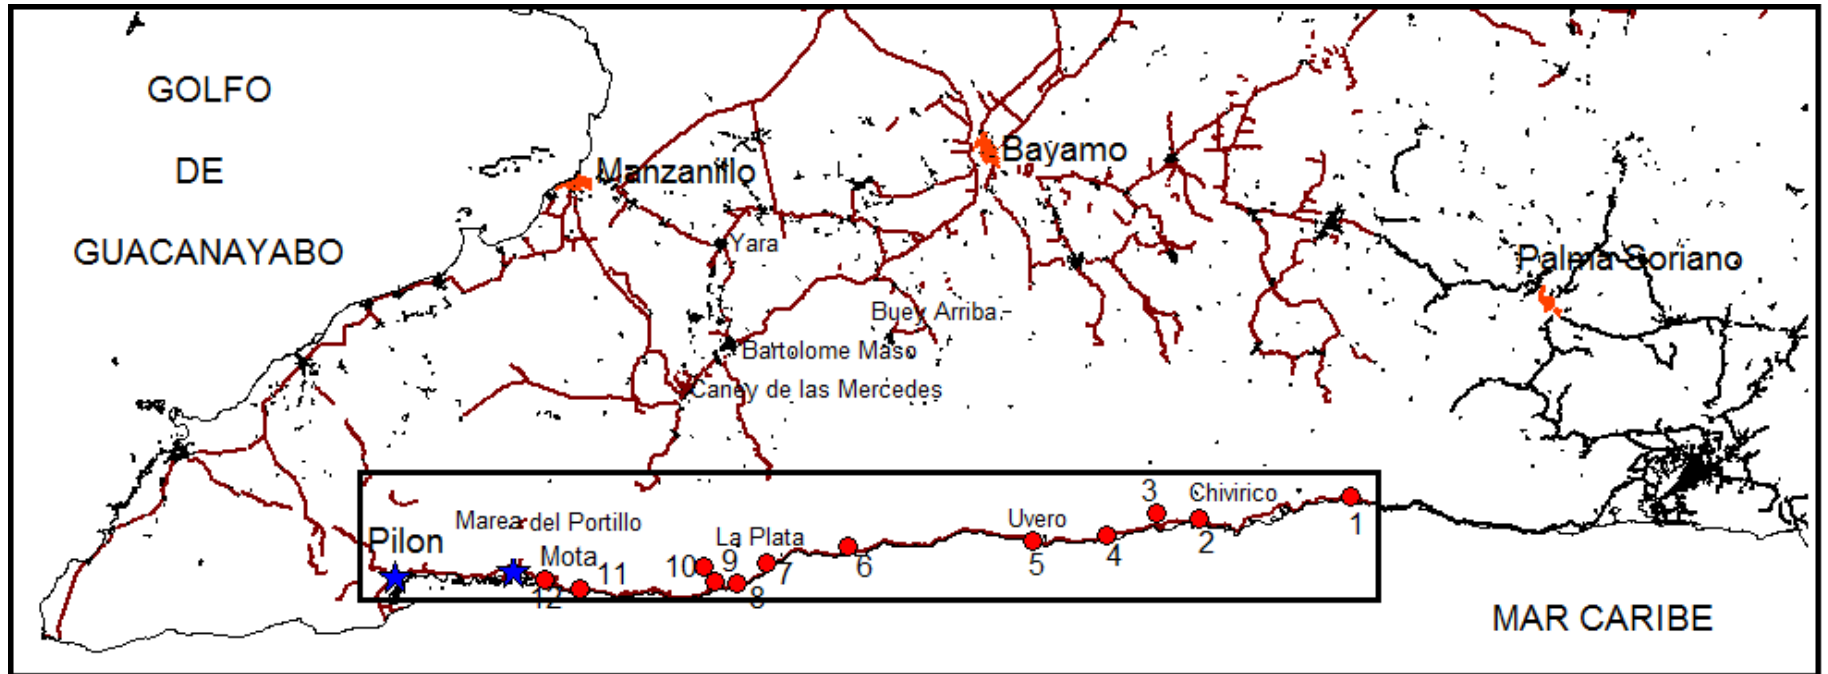 GOLFO
DE
GUACANAYABO
Manzanillo
Bayamo
Yara
Palma Soriano
Buey Arriba
Bartolome Maso
Caney de las Mercedes
Marea del Portillo
Pilon
Mota
La Plata
Uvero
Chivirico
1
2
3
4
5
6
7
8
9
10
11
12
MAR CARIBE